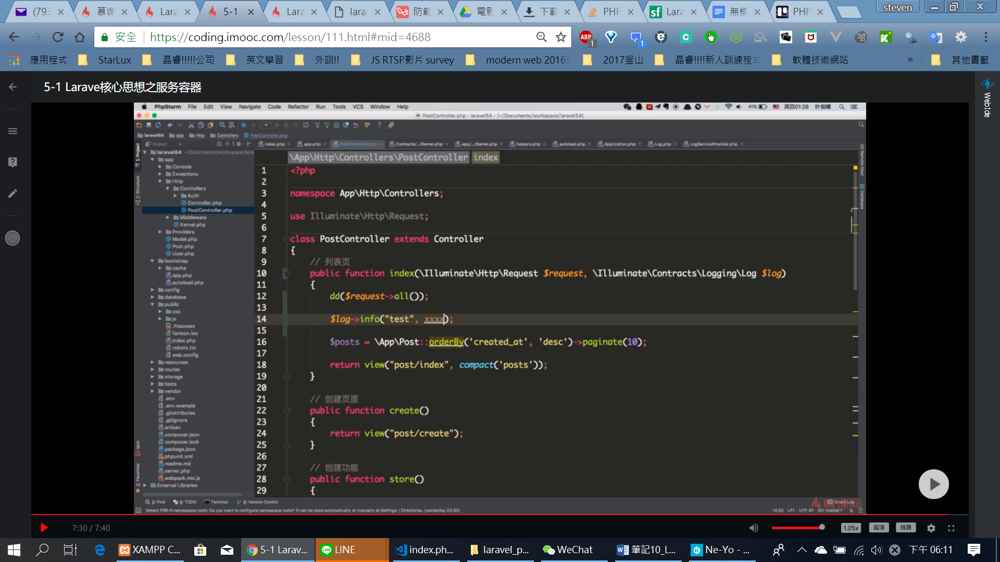 (793
慕课
Lara
5-1
Lara
larav
防範
電影
下載
PHP
Lara
無標
PHP
steven
安全
https://coding.imooc.com/lesson/111.html#mid=4688
應用程式
StarLux
晶睿!!!!!公司
英文學習
外訓!!
JS RTSP影片 survey
modern web 2016
2017釜山
晶睿!!!!新人訓練程式
軟體技術網站
»
其他書籤
5-1 Larave核心思想之服务容器
WebIde
PhpStorm File Edit View Navigate Code Refactor Run Tools VCS Window Help
41%
周四01:28 叶剑峰
PostController.php - laravel54 - [~/Documents/workspace/laravel54]
laravel54 app Http Controllers PostController.php
Project
index.php app.php PostController.php Contracts/.../Kernel.php app/.../Kernel.php helpers.php autoload.php Application.php Log.php LogServiceProvider.php
1: Project
Z: Structure
npm
2: Favorites
Remote Host
Database
laravel54 ~/Documents/workspace/larav
app
Console
Exceptions
Http
Controllers
Auth
Controller.php
PostController.php
Middleware
Kernel.php
Providers
Model.php
Post.php
User.php
bootstrap
cache
app.php
autoload.php
config
database
public
css
js
.htaccess
favicon.ico
index.php
robots.txt
web.config
resources
routes
storage
tests
vendor
.env
.env.example
.gitattributes
.gitignore
artisan
composer.json
composer.lock
package.json
phpunit.xml
readme.md
server.php
webpack.mix.js
External Libraries
\App\Http\Controllers\PostController index
1 <?php
2
3 namespace App\Http\Controllers;
4
5 use Illuminate\Http\Request;
6
7 class PostController extends Controller
8 {
9 // 列表页
10 public function index(\Illuminate\Http\Request $request, \Illuminate\Contracts\Logging\Log $log)
11 {
12 dd($request->all());
13
14 $log->info("test", xxxx);
15
16 $posts = \App\Post::orderBy('created_at', 'desc')->paginate(10);
17
18 return view("post/index", compact('posts'));
19 }
20
21 // 创建页面
22 public function create()
23 {
24 return view("post/create");
25 }
26
27 // 创建功能
28 public function store()
29 {
3: Find 6: TODO Terminal 9: Version Control
Event Log
慕课网
Detect PSR-0 namespace roots: Do you want to configure namespace roots? It can be done automatically or manually at Settings | Directories. (yesterday 22:30)
14:32 LF: UTF-8: Git: master
7:30 / 7:40
1.25x
超清
线路
XAMPP C...
5-1 Larav...
LINE
index.ph...
laravel_p...
WeChat
筆記10_L...
Ne-Yo - ...
下午 06:11